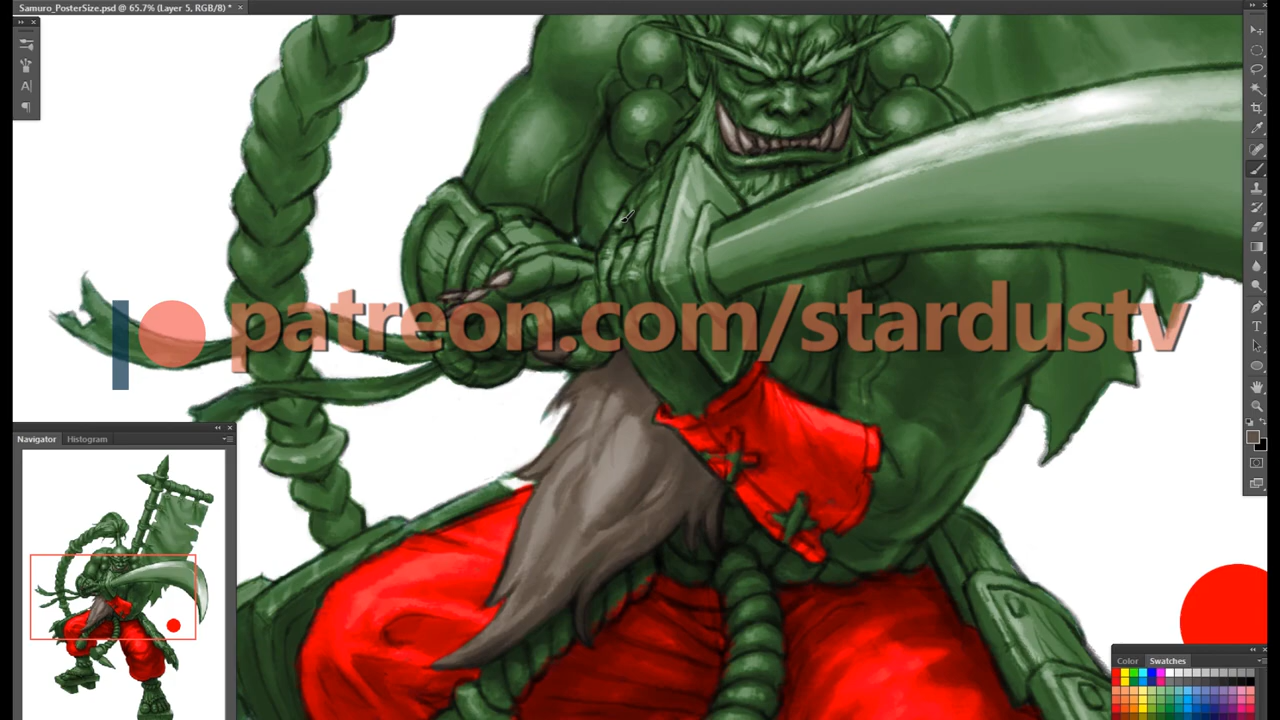 Samuro_PosterSize.psd @ 65.7% (Layer 5, RGB/8) *
patreon.com/stardustv
Navigator
Histogram
Color
Swatches